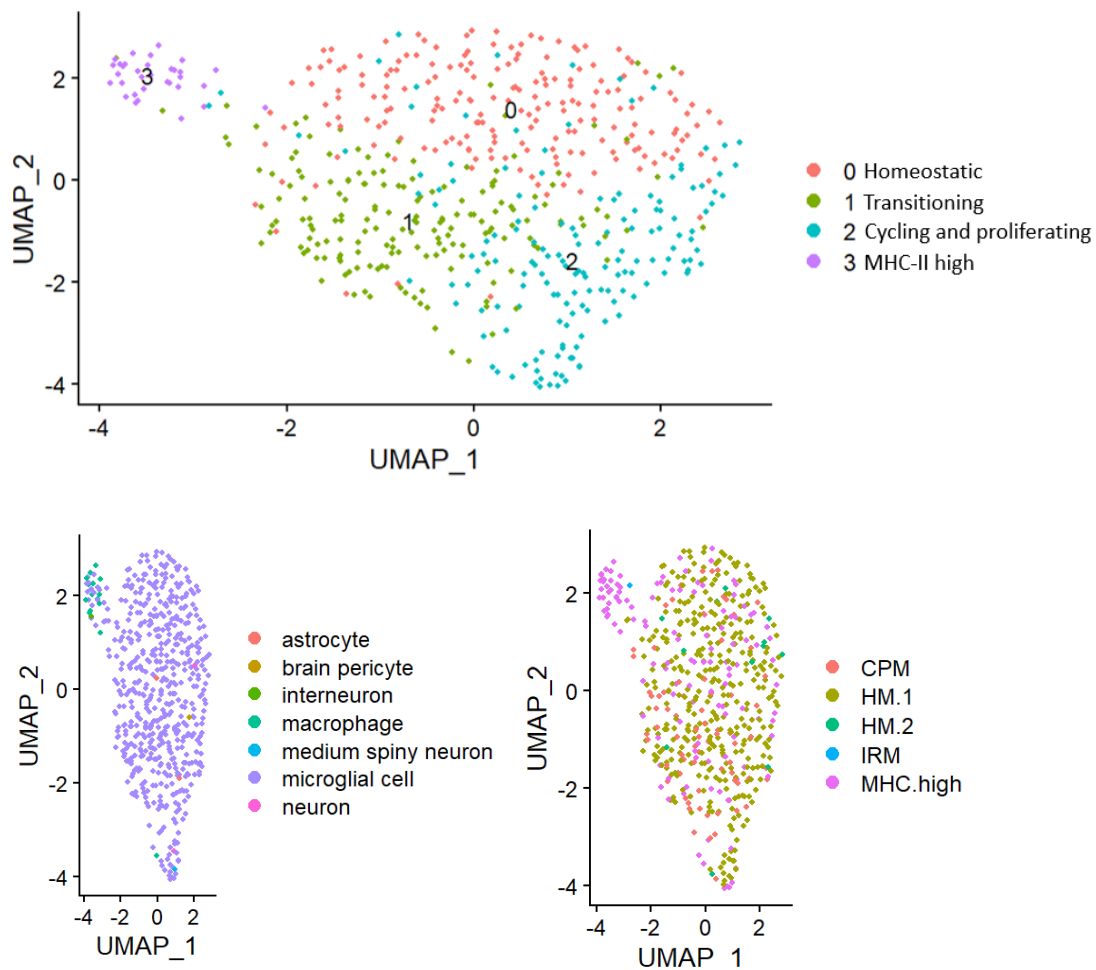 UMAP_2
2
0
-2
-4
3
0
1
2
-4
-2
0
2
UMAP_1
0 Homeostatic
1 Transitioning
2 Cycling and proliferating
3 MHC-II high
UMAP_2
2
0
-2
-4
-4
-2
0
2
UMAP_1
astrocyte
brain pericyte
interneuron
macrophage
medium spiny neuron
microglial cell
neuron
UMAP_2
2
0
-2
-4
-4
-2
0
2
UMAP_1
CPM
HM.1
HM.2
IRM
MHC.high